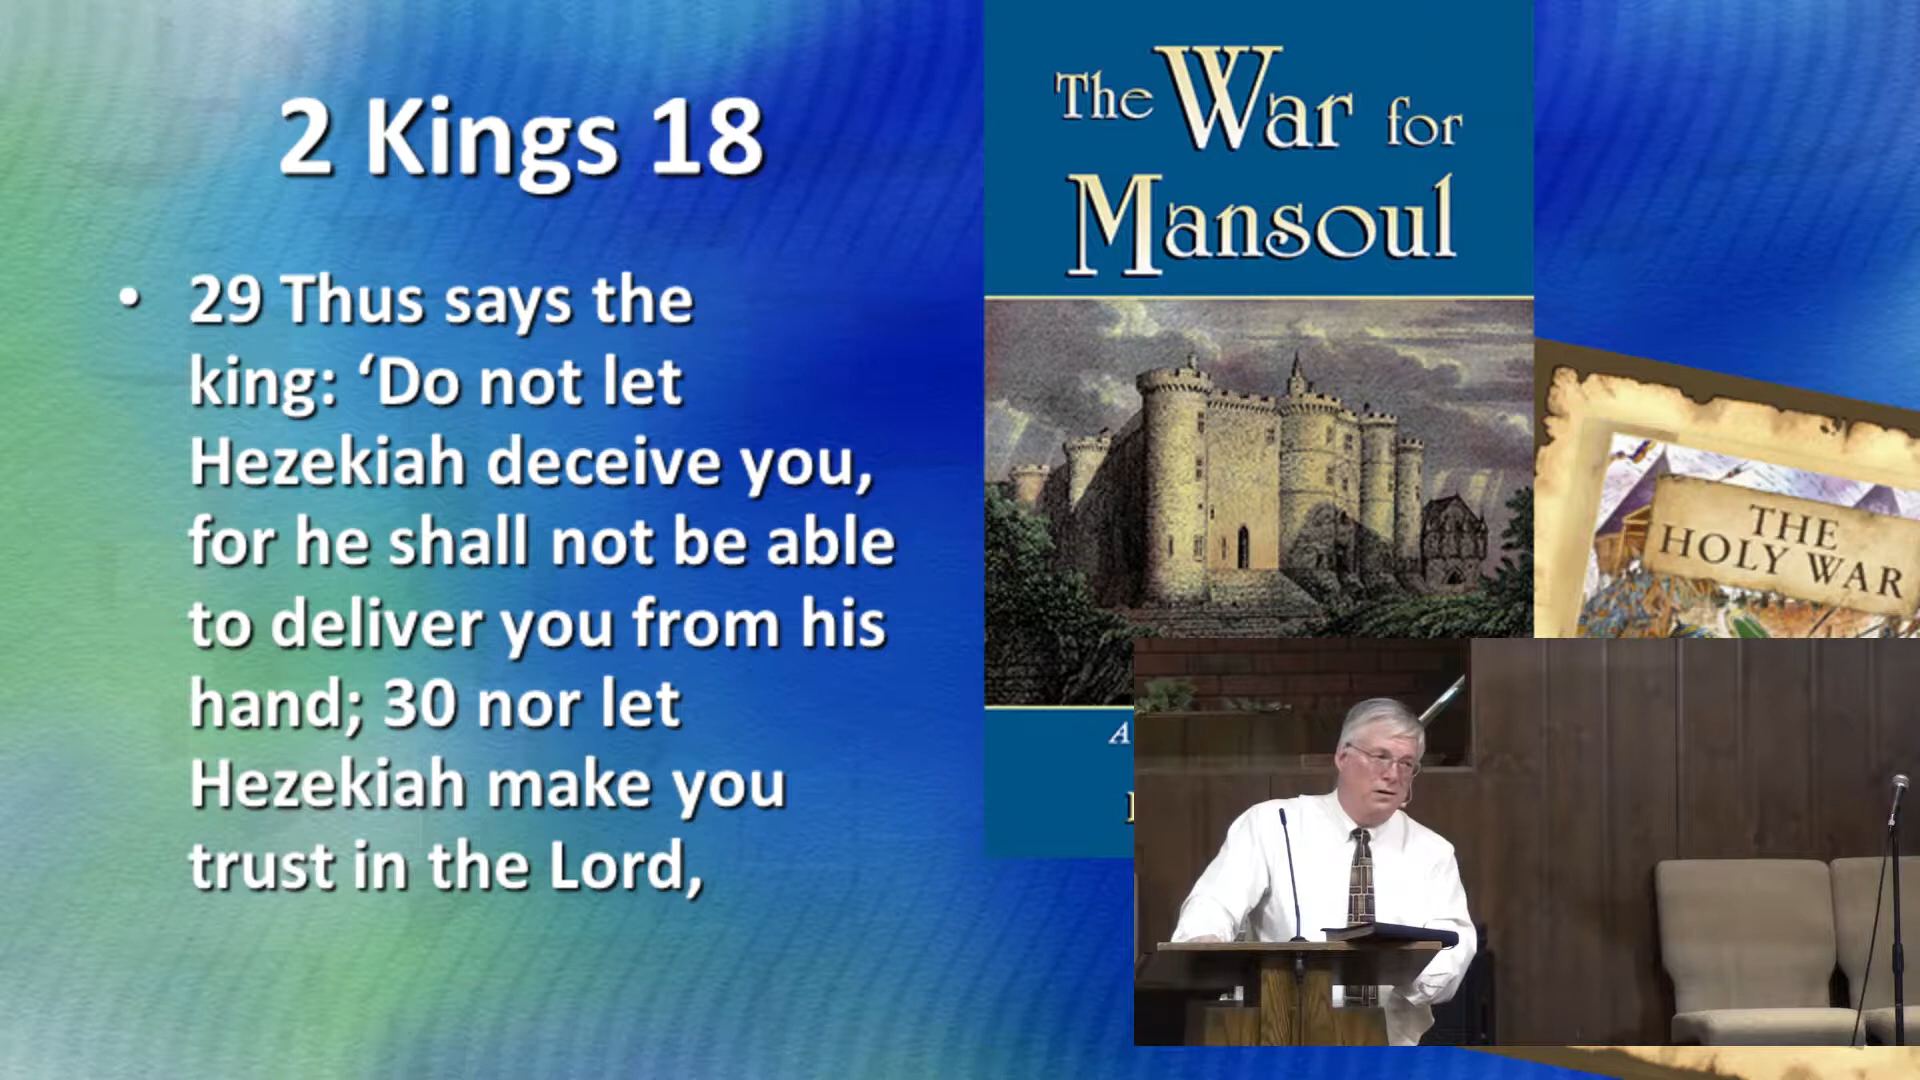 2 Kings 18
• 29 Thus says the
king: ‘Do not let
Hezekiah deceive you,
for he shall not be able
to deliver you from his
hand; 30 nor let
Hezekiah make you
trust in the Lord,
The War for
Mansoul
A
THE
HOLY WAR